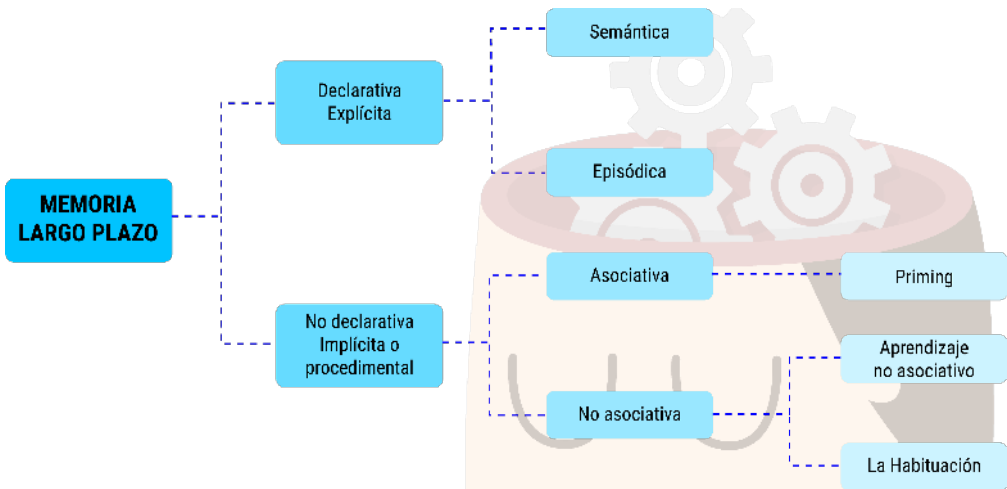 MEMORIA
LARGO PLAZO
Declarativa
Explícita
Semántica
Episódica
No declarativa
Implícita o
procedimental
Asociativa
Priming
No asociativa
Aprendizaje
no asociativo
La Habituación